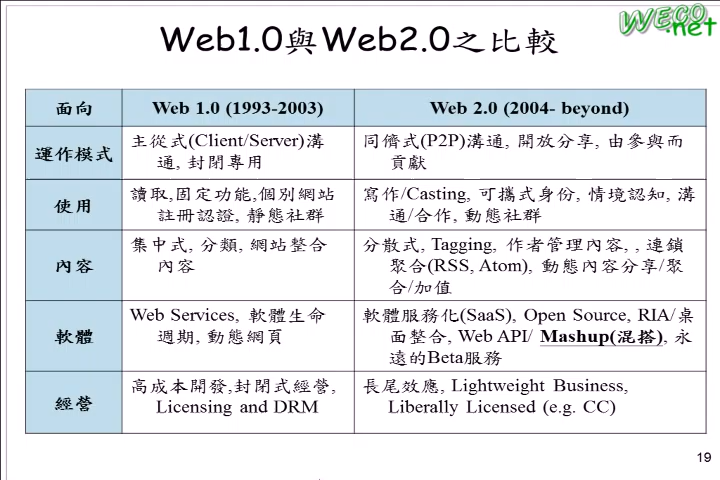 WECO
.net
Web1.0與Web2.0之比較
面向 Web 1.0 (1993-2003) Web 2.0 (2004- beyond)
運作模式
主從式(Client/Server)溝
通, 封閉專用
同儕式(P2P)溝通, 開放分享, 由參與而
貢獻
使用
讀取,固定功能,個別網站
註冊認證, 靜態社群
寫作/Casting, 可攜式身份, 情境認知, 溝
通/合作, 動態社群
內容
集中式, 分類, 網站整合
內容
分散式, Tagging, 作者管理內容, , 連鎖
聚合(RSS, Atom), 動態內容分享/聚
合/加值
軟體
Web Services, 軟體生命
週期, 動態網頁
軟體服務化(SaaS), Open Source, RIA/桌
面整合, Web API/ Mashup(混搭), 永
遠的Beta服務
經營
高成本開發,封閉式經營,
Licensing and DRM
長尾效應, Lightweight Business,
Liberally Licensed (e.g. CC)
19